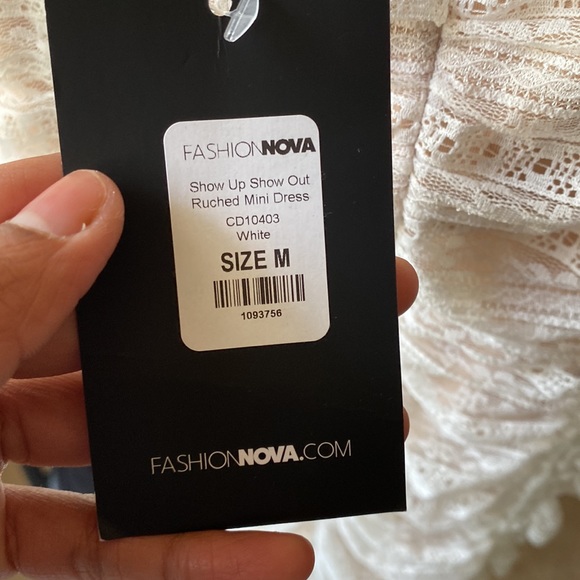 FASHIONNOVA
Show Up Show Out
Ruched Mini Dress
CD10403
White
SIZE M
1093756
FASHIONNOVA.COM